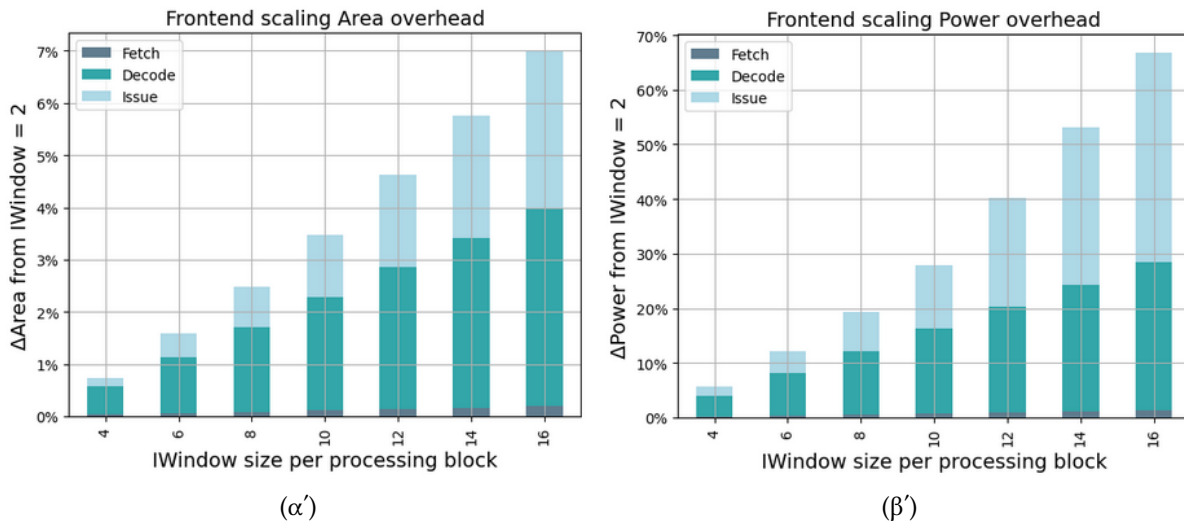 Frontend scaling Area overhead
Fetch
Decode
Issue
7%
6%
5%
4%
3%
2%
1%
0%
ΔArea from IWindow = 2
4 6 8 10 12 14 16
IWindow size per processing block
(α′)
Frontend scaling Power overhead
Fetch
Decode
Issue
70%
60%
50%
40%
30%
20%
10%
0%
ΔPower from IWindow = 2
4 6 8 10 12 14 16
IWindow size per processing block
(β′)